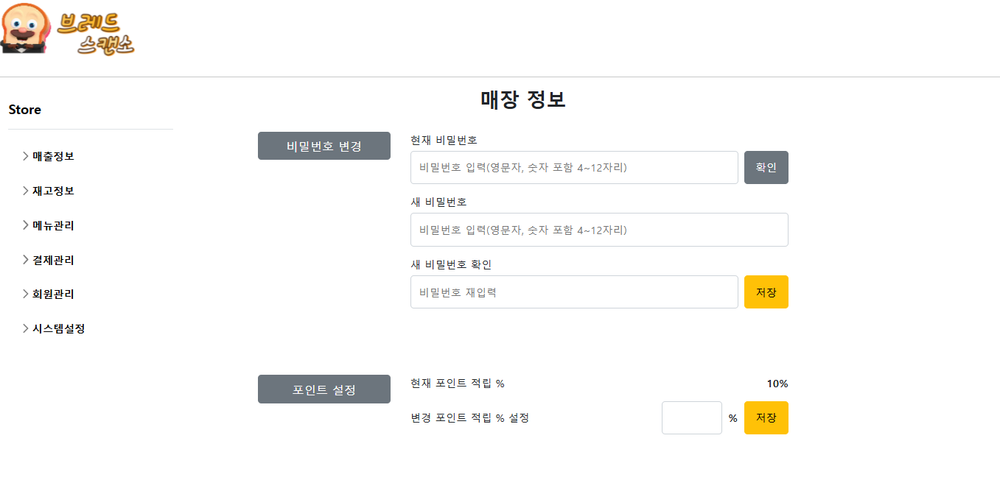 브레드
스캔소
Store
매출정보
재고정보
메뉴관리
결제관리
회원관리
시스템설정
매장 정보
비밀번호 변경
현재 비밀번호
비밀번호 입력(영문자, 숫자 포함 4~12자리)
확인
새 비밀번호
비밀번호 입력(영문자, 숫자 포함 4~12자리)
새 비밀번호 확인
비밀번호 재입력
저장
포인트 설정
현재 포인트 적립 %
10%
변경 포인트 적립 % 설정
%
저장